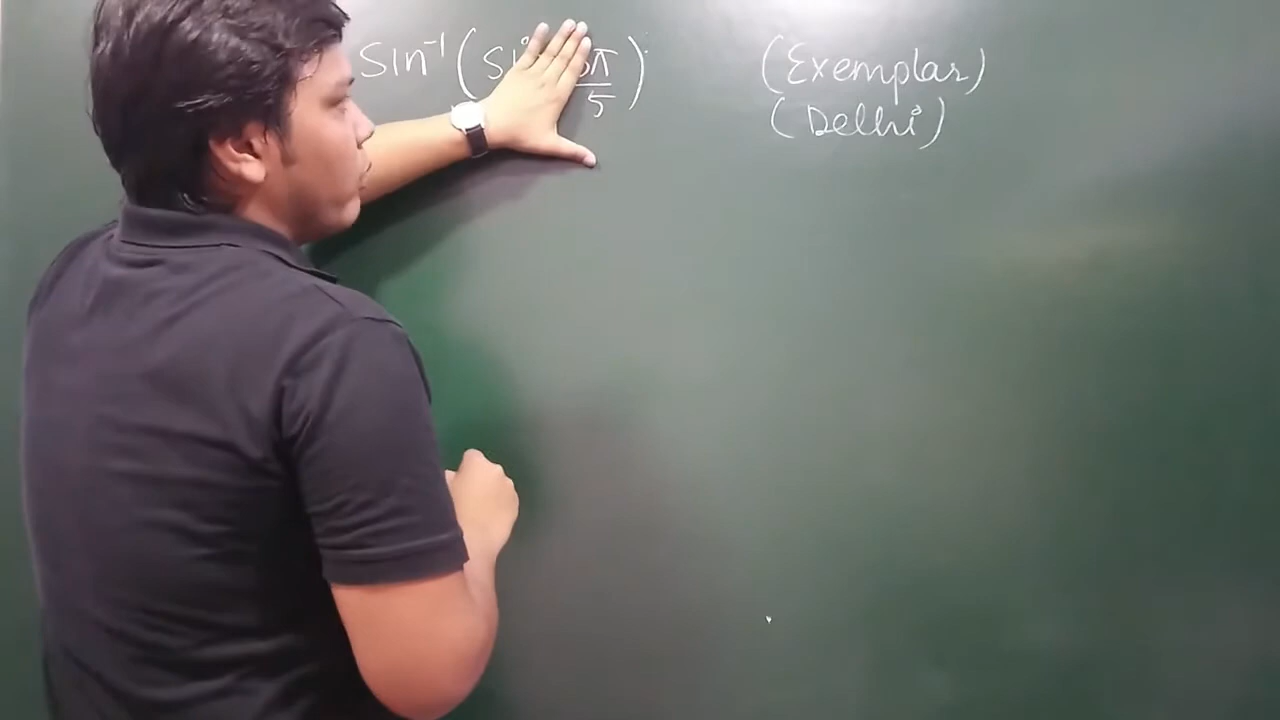 Sin⁻¹(Si π/5) (Exemplar)
(Delhi)